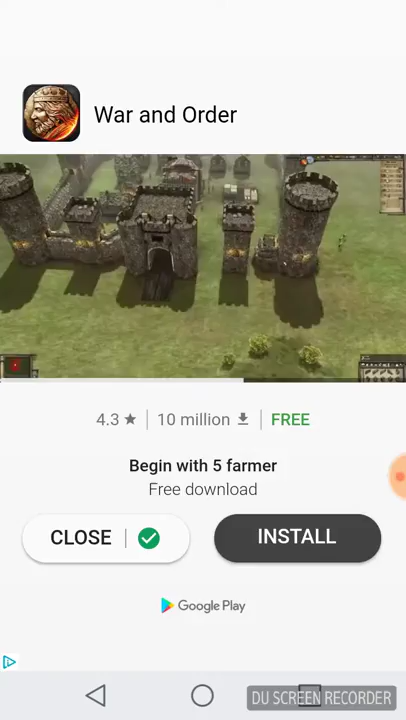 War and Order
4.3 ★ | 10 million | FREE
Begin with 5 farmer
Free download
CLOSE
INSTALL
Google Play
DU SCREEN RECORDER